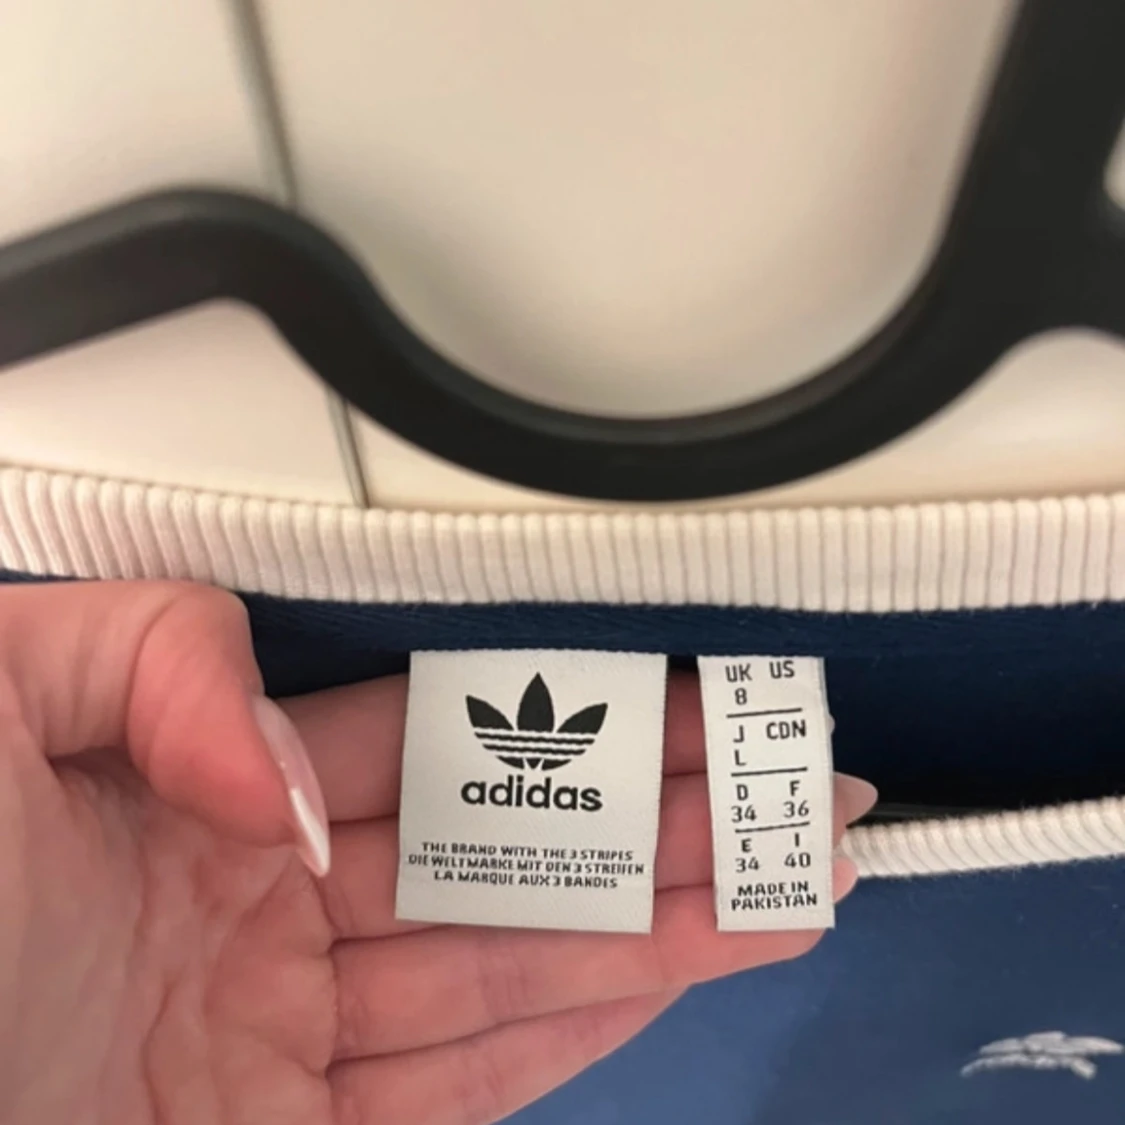 adidas
THE BRAND WITH THE 3 STRIPES
DIE WELTMARKE MIT DEN 3 STREIFEN
LA MARQUE AUX 3 BANDES
UK US
8
J CDN
L
D F
34 36
E I
34 40
MADE IN
PAKISTAN